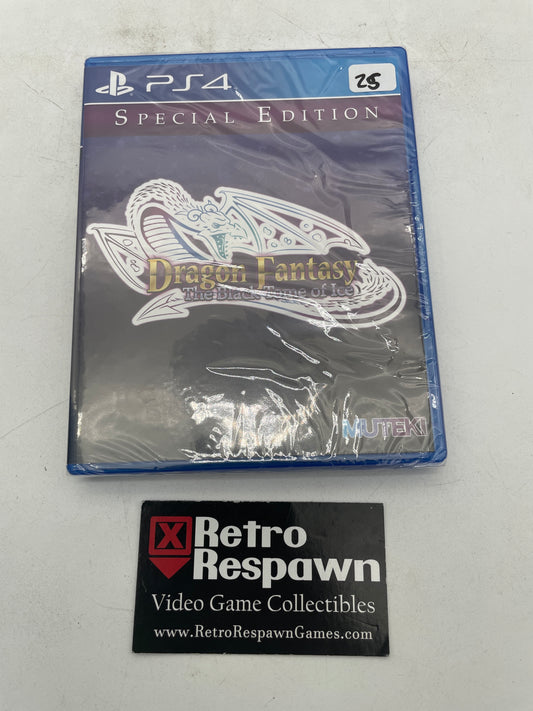 PS4
25
SPECIAL EDITION
Dragon Fantasy
The Black Tome of Ice
MUTEKI
X Retro
Respawn
Video Game Collectibles
www.RetroRespawnGames.com